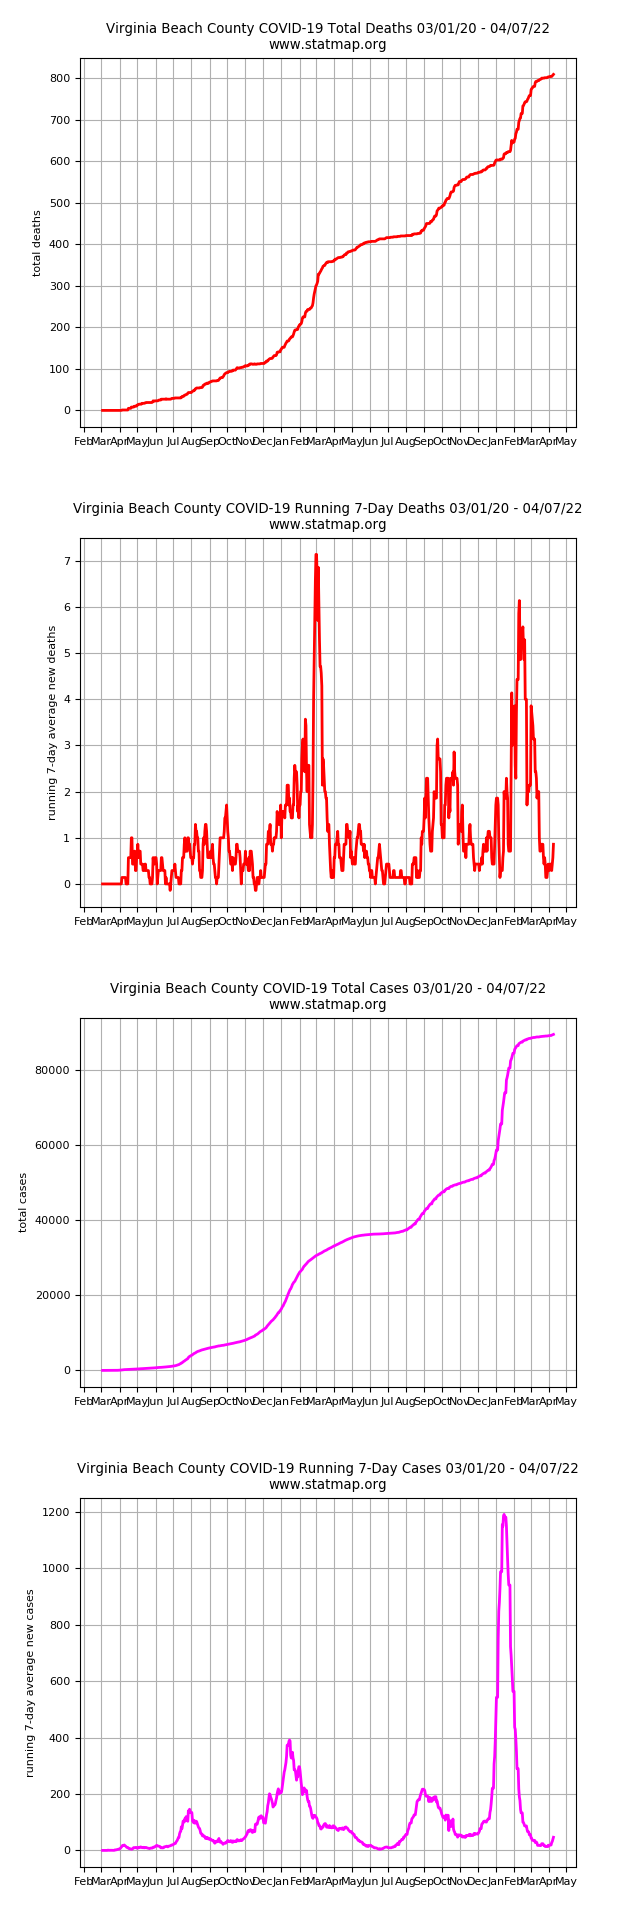 Virginia Beach County COVID-19 Total Deaths 03/01/20 - 04/07/22
www.statmap.org
total deaths
800
700
600
500
400
300
200
100
0
Feb Mar Apr May Jun Jul Aug Sep Oct Nov Dec Jan Feb Mar Apr May Jun Jul Aug Sep Oct Nov Dec Jan Feb Mar Apr May
Virginia Beach County COVID-19 Running 7-Day Deaths 03/01/20 - 04/07/22
www.statmap.org
running 7-day average new deaths
7
6
5
4
3
2
1
0
Feb Mar Apr May Jun Jul Aug Sep Oct Nov Dec Jan Feb Mar Apr May Jun Jul Aug Sep Oct Nov Dec Jan Feb Mar Apr May
Virginia Beach County COVID-19 Total Cases 03/01/20 - 04/07/22
www.statmap.org
total cases
80000
60000
40000
20000
0
Feb Mar Apr May Jun Jul Aug Sep Oct Nov Dec Jan Feb Mar Apr May Jun Jul Aug Sep Oct Nov Dec Jan Feb Mar Apr May
Virginia Beach County COVID-19 Running 7-Day Cases 03/01/20 - 04/07/22
www.statmap.org
running 7-day average new cases
1200
1000
800
600
400
200
0
Feb Mar Apr May Jun Jul Aug Sep Oct Nov Dec Jan Feb Mar Apr May Jun Jul Aug Sep Oct Nov Dec Jan Feb Mar Apr May